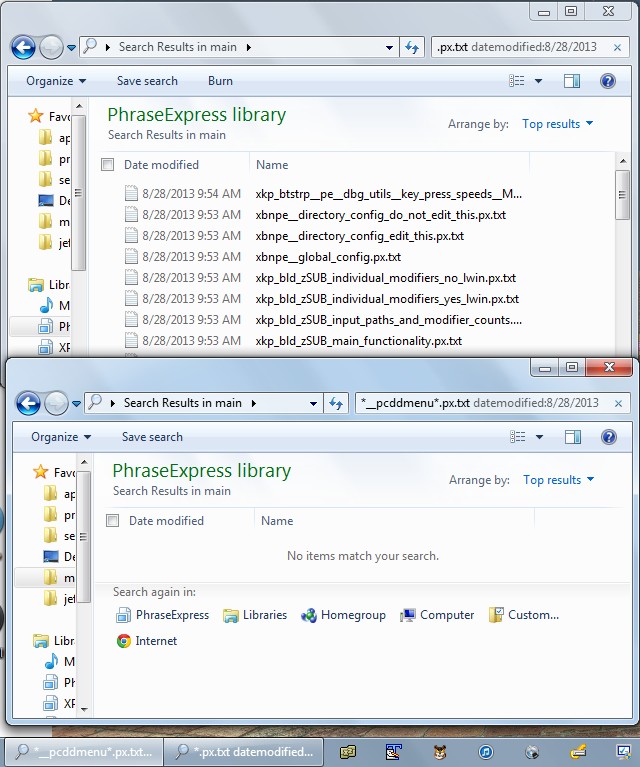 Search Results in main
.px.txt datemodified:8/28/2013
Organize Save search Burn
PhraseExpress library
Search Results in main
Arrange by: Top results
Date modified Name
8/28/2013 9:54 AM xkp_btstrp__pe__dbg_utils__key_press_speeds__M...
8/28/2013 9:53 AM xbnpe__directory_config_do_not_edit_this.px.txt
8/28/2013 9:53 AM xbnpe__directory_config_edit_this.px.txt
8/28/2013 9:53 AM xbnpe__global_config.px.txt
8/28/2013 9:53 AM xkp_bld_zSUB_individual_modifiers_no_lwin.px.txt
8/28/2013 9:53 AM xkp_bld_zSUB_individual_modifiers_yes_lwin.px.txt
8/28/2013 9:53 AM xkp_bld_zSUB_input_paths_and_modifier_counts....
8/28/2013 9:53 AM xkp_bld_zSUB_main_functionality.px.txt
Favc
ap
pr
se
De
m
jef
Libr
M
Ph
XF
Search Results in main
*__pcddmenu*.px.txt datemodified:8/28/2013
Organize Save search
PhraseExpress library
Search Results in main
Arrange by: Top results
Date modified Name
No items match your search.
Search again in:
PhraseExpress Libraries Homegroup Computer Custom...
Internet
Favc
ap
pr
se
De
m
jef
Libr
M
Ph
XF
*__pcddmenu*.px.txt... *.px.txt datemodified...